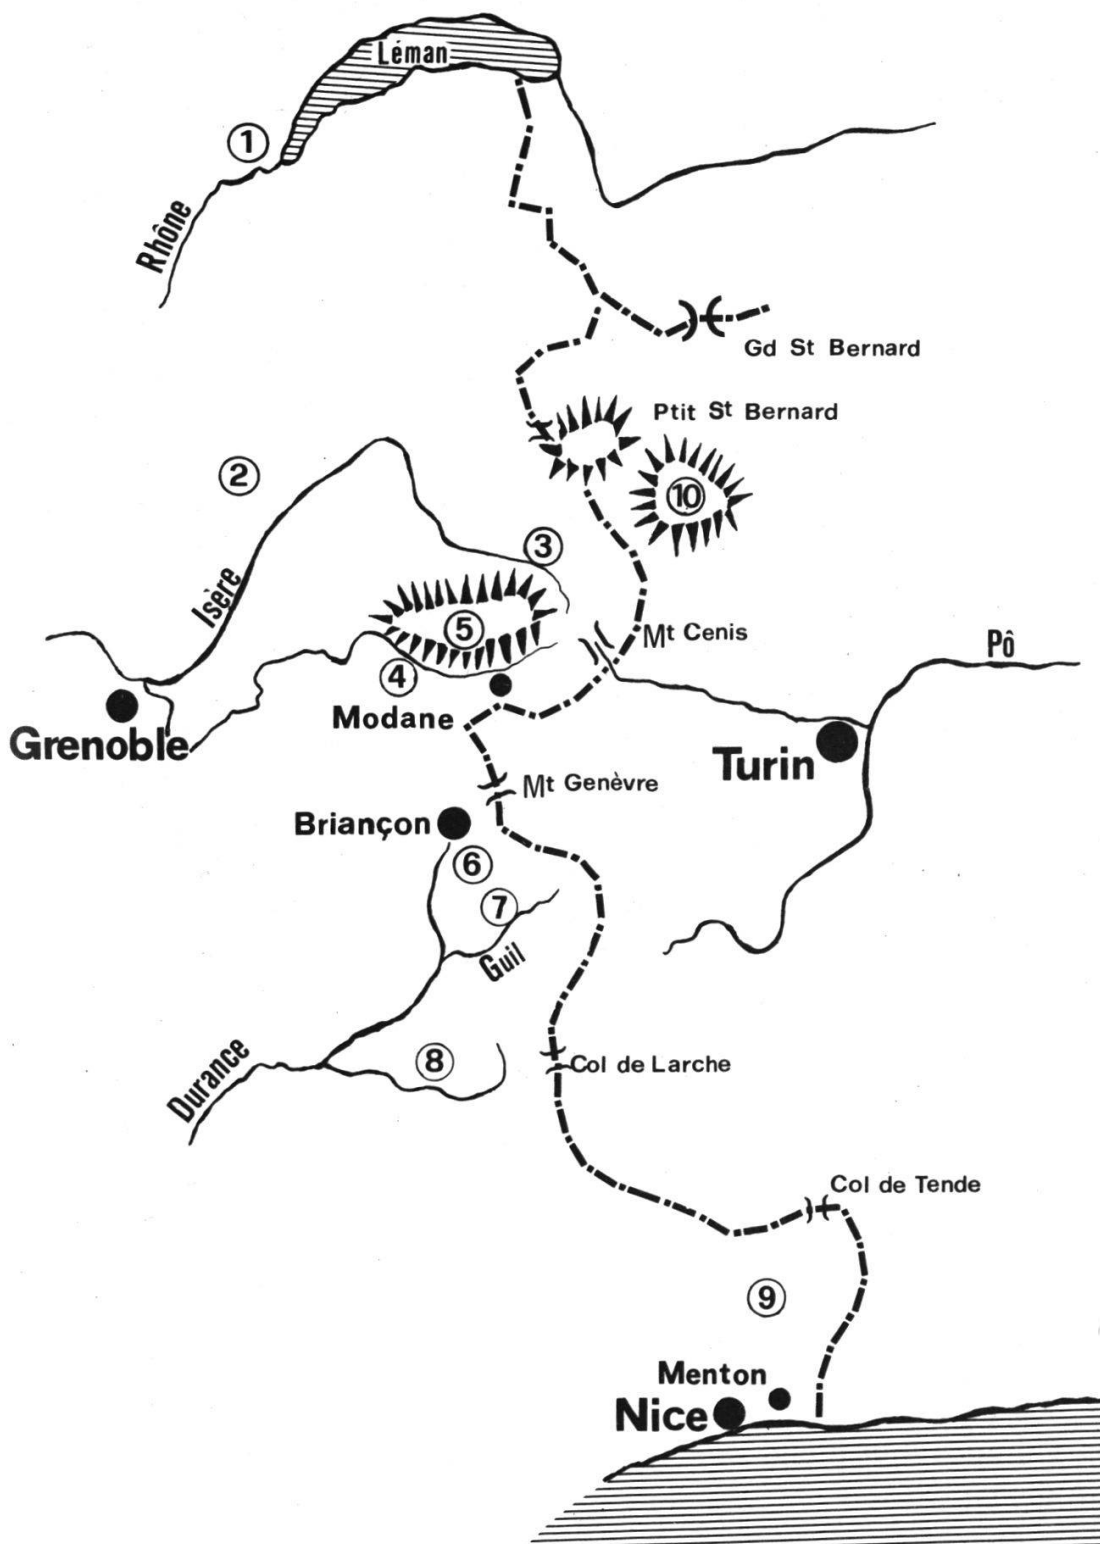 Léman
1
Rhône
Gd St Bernard
Ptit St Bernard
2
10
3
Isère
5
Mt Cenis
Pô
4
Modane
Grenoble
Turin
Mt Genèvre
Briançon
6
7
Guil
8
Col de Larche
Durance
Col de Tende
9
Menton
Nice